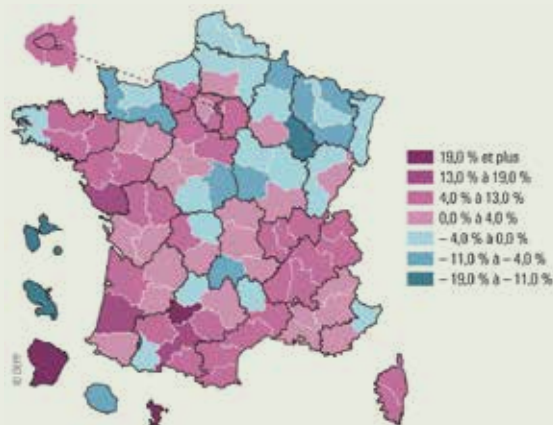 19,0 % et plus
13,0 % à 19,0 %
4,0 % à 13,0 %
0,0 % à 4,0 %
– 4,0 % à 0,0 %
– 11,0 % à – 4,0 %
– 19,0 % à – 11,0 %
© DEPP